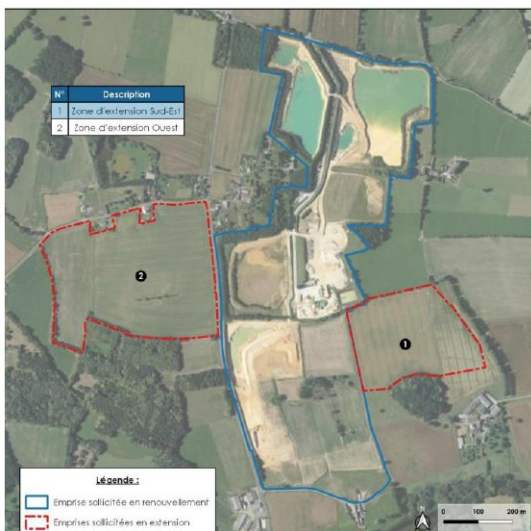 N° Description
1 Zone d'extension Sud-Est
2 Zone d'extension Ouest
2
1
Légende :
Emprise sollicitée en renouvellement
Emprises sollicitées en extension
0 100 200 m